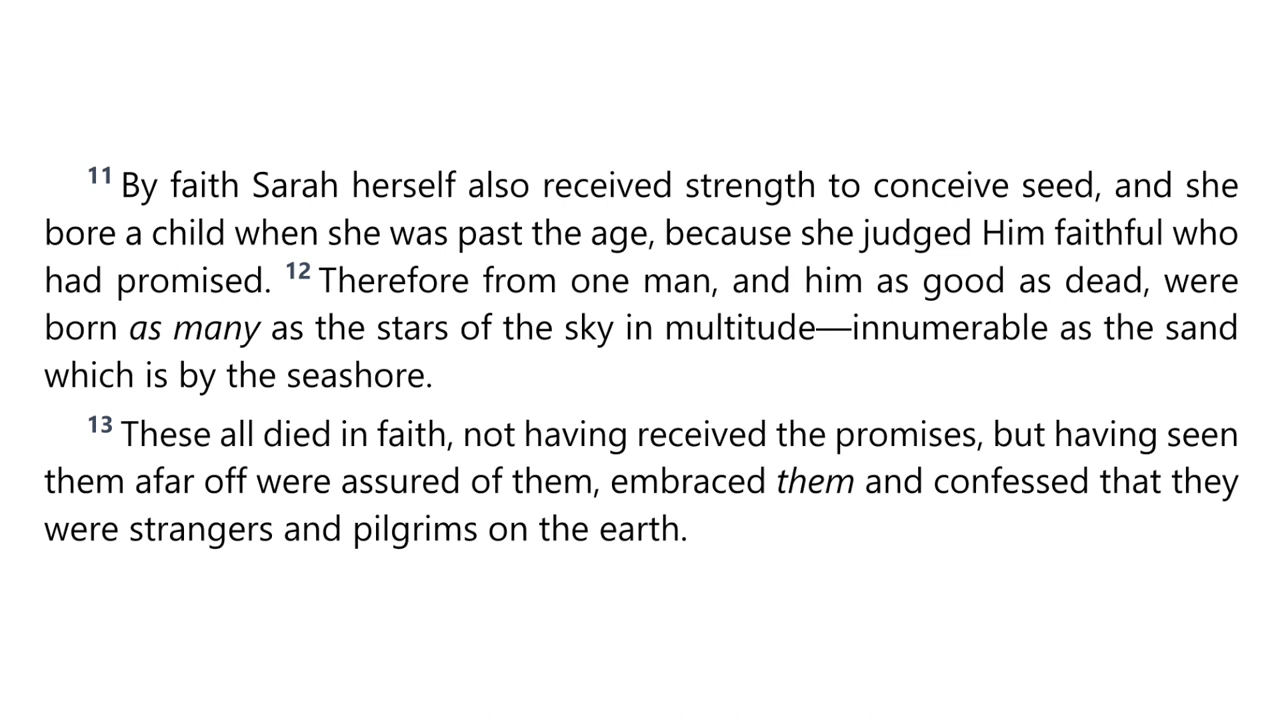 11 By faith Sarah herself also received strength to conceive seed, and she
bore a child when she was past the age, because she judged Him faithful who
had promised. 12 Therefore from one man, and him as good as dead, were
born as many as the stars of the sky in multitude—innumerable as the sand
which is by the seashore.
13 These all died in faith, not having received the promises, but having seen
them afar off were assured of them, embraced them and confessed that they
were strangers and pilgrims on the earth.